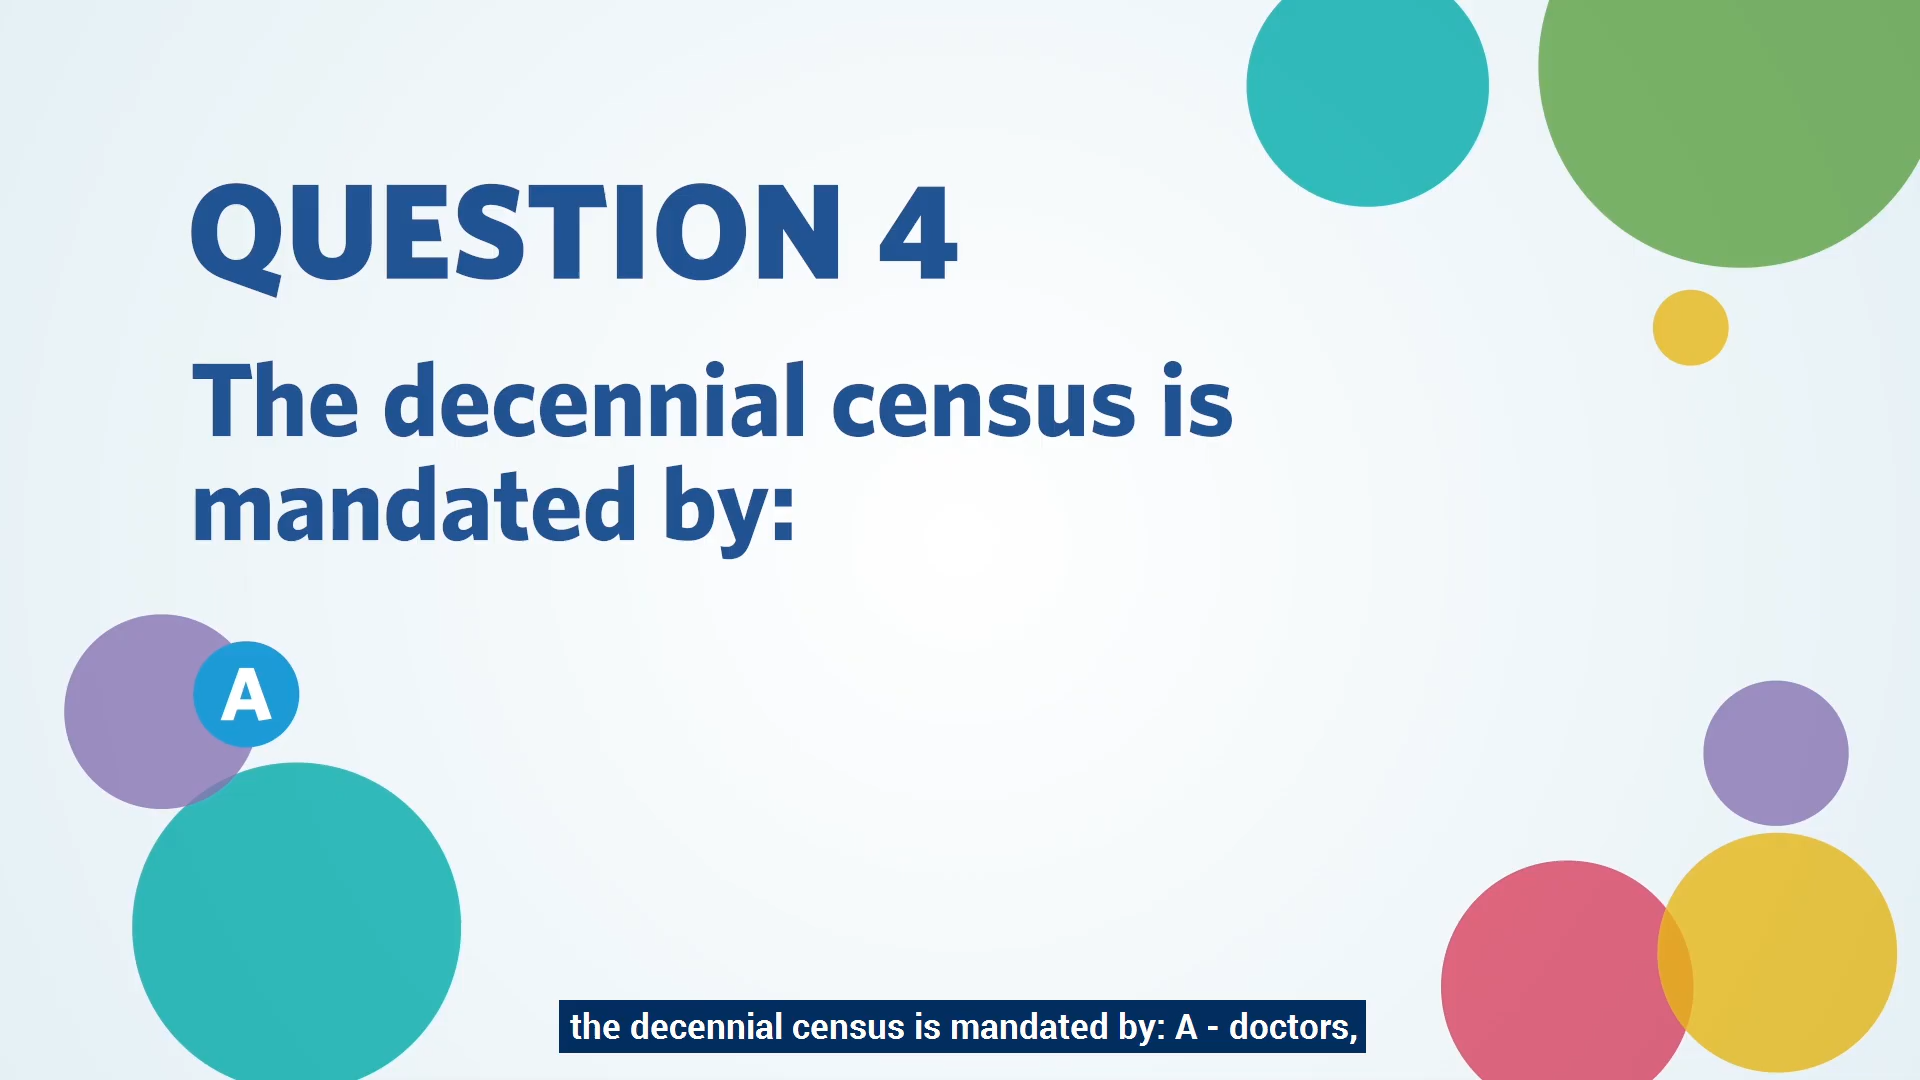 QUESTION 4
The decennial census is
mandated by:
A
the decennial census is mandated by: A - doctors,